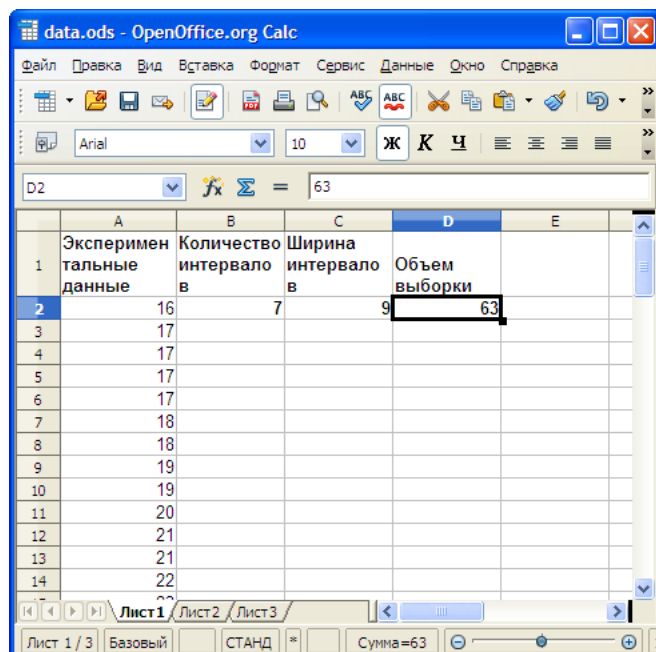 data.ods - OpenOffice.org Calc
Файл Правка Вид Вставка Формат Сервис Данные Окно Справка
ABC ABC
Arial 10 Ж К Ч
D2 fx Σ = 63
A B C D E
1 Эксперимен Количество Ширина
тальные интервало интервало Объем
данные в в выборки
2 16 7 9 63
3 17
4 17
5 17
6 17
7 18
8 18
9 19
10 19
11 20
12 21
13 21
14 22
Лист1 Лист2 Лист3
Лист 1 / 3 Базовый СТАНД * Сумма=63